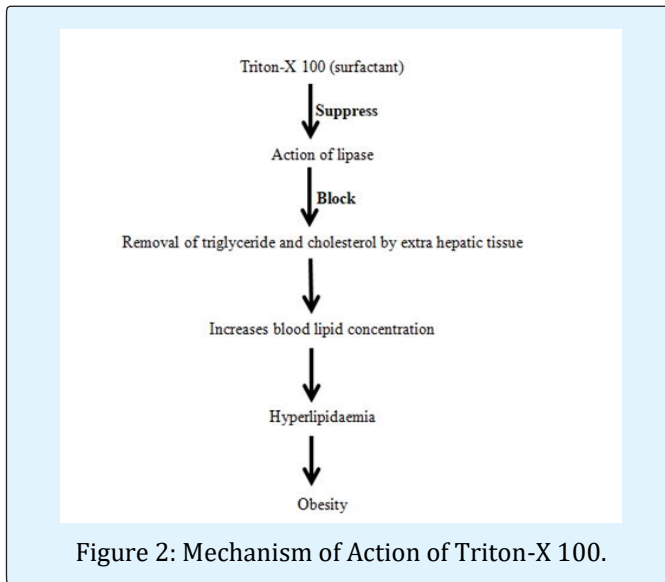 Triton-X 100 (surfactant)
Suppress
Action of lipase
Block
Removal of triglyceride and cholesterol by extra hepatic tissue
Increases blood lipid concentration
Hyperlipidaemia
Obesity
Figure 2: Mechanism of Action of Triton-X 100.